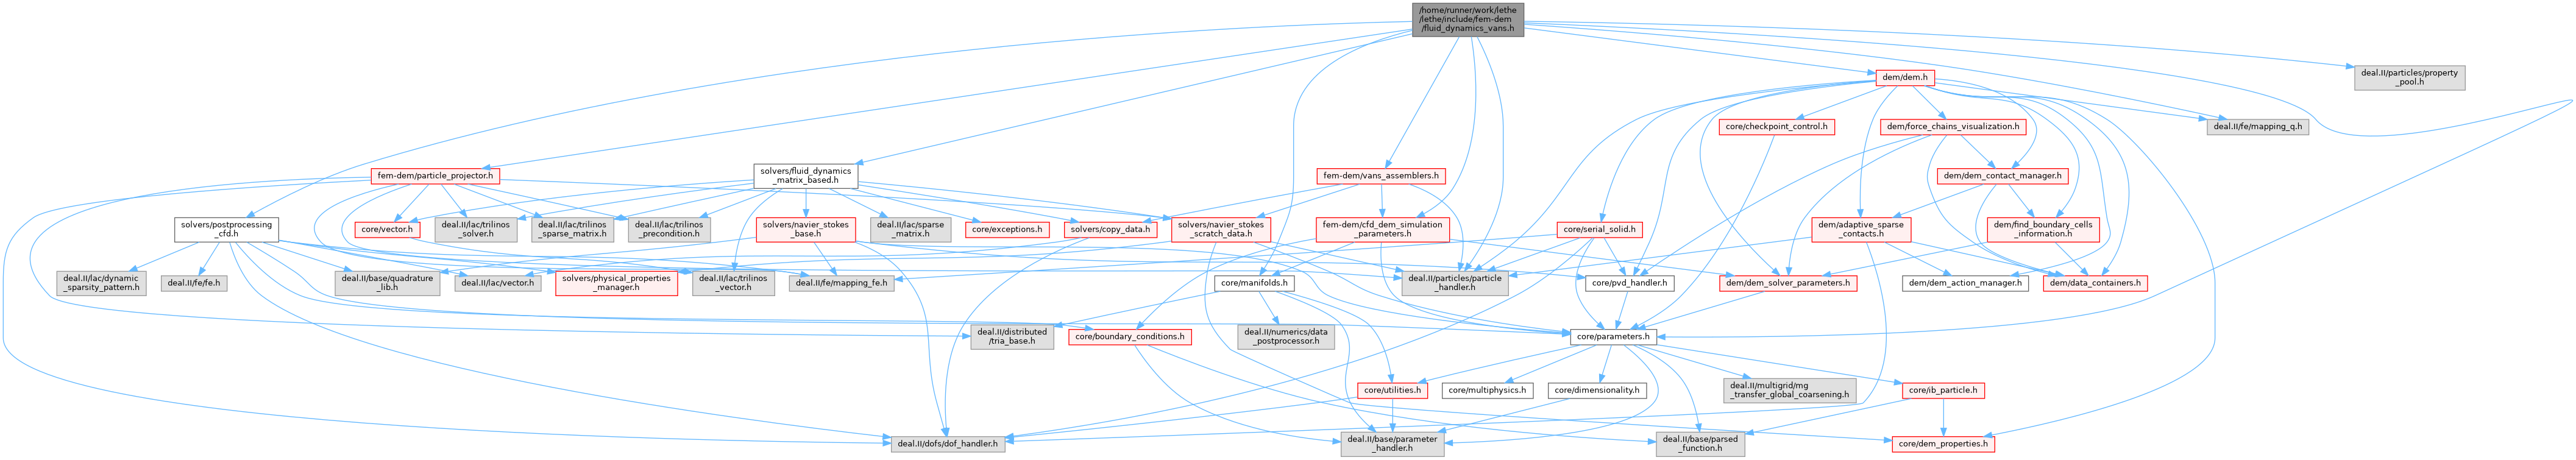 /home/runner/work/lethe
/lethe/include/fem-dem
/fluid_dynamics_vans.h
deal.II/particles/property
_pool.h
dem/dem.h
core/checkpoint_control.h
dem/force_chains_visualization.h
deal.II/fe/mapping_q.h
fem-dem/particle_projector.h
solvers/fluid_dynamics
_matrix_based.h
fem-dem/vans_assemblers.h
dem/dem_contact_manager.h
solvers/postprocessing
_cfd.h
core/vector.h
deal.II/lac/trilinos
_solver.h
deal.II/lac/trilinos
_sparse_matrix.h
deal.II/lac/trilinos
_precondition.h
solvers/navier_stokes
_base.h
deal.II/lac/sparse
_matrix.h
core/exceptions.h
solvers/copy_data.h
solvers/navier_stokes
_scratch_data.h
fem-dem/cfd_dem_simulation
_parameters.h
core/serial_solid.h
dem/adaptive_sparse
_contacts.h
dem/find_boundary_cells
_information.h
deal.II/lac/dynamic
_sparsity_pattern.h
deal.II/fe/fe.h
deal.II/base/quadrature
_lib.h
deal.II/lac/vector.h
solvers/physical_properties
_manager.h
deal.II/lac/trilinos
_vector.h
deal.II/fe/mapping_fe.h
deal.II/particles/particle
_handler.h
core/manifolds.h
core/pvd_handler.h
dem/dem_solver_parameters.h
dem/dem_action_manager.h
dem/data_containers.h
deal.II/distributed
/tria_base.h
core/boundary_conditions.h
deal.II/numerics/data
_postprocessor.h
core/parameters.h
core/utilities.h
core/multiphysics.h
core/dimensionality.h
deal.II/multigrid/mg
_transfer_global_coarsening.h
core/ib_particle.h
deal.II/dofs/dof_handler.h
deal.II/base/parameter
_handler.h
deal.II/base/parsed
_function.h
core/dem_properties.h